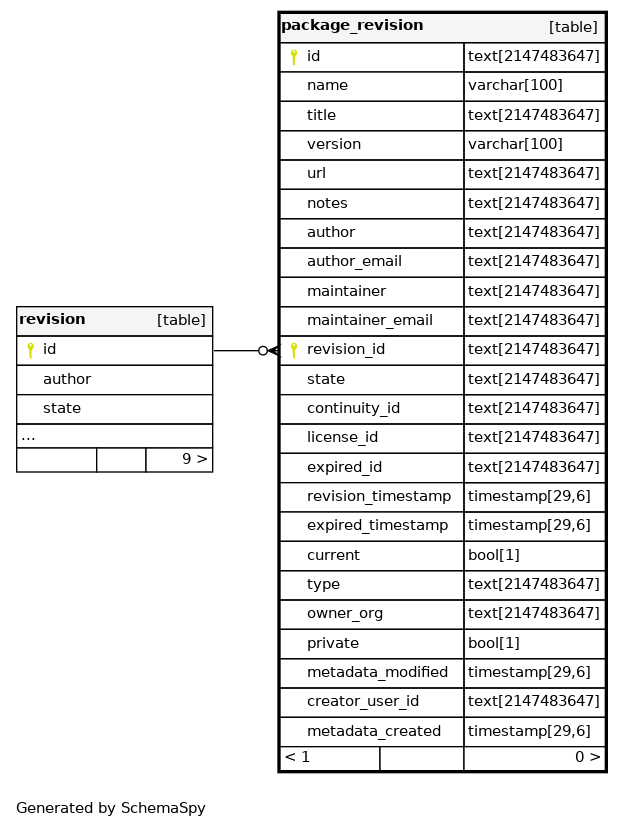 package_revision [table]
id text[2147483647]
name varchar[100]
title text[2147483647]
version varchar[100]
url text[2147483647]
notes text[2147483647]
author text[2147483647]
author_email text[2147483647]
maintainer text[2147483647]
maintainer_email text[2147483647]
revision_id text[2147483647]
state text[2147483647]
continuity_id text[2147483647]
license_id text[2147483647]
expired_id text[2147483647]
revision_timestamp timestamp[29,6]
expired_timestamp timestamp[29,6]
current bool[1]
type text[2147483647]
owner_org text[2147483647]
private bool[1]
metadata_modified timestamp[29,6]
creator_user_id text[2147483647]
metadata_created timestamp[29,6]
< 1 0 >
revision [table]
id
author
state
...
9 >
Generated by SchemaSpy